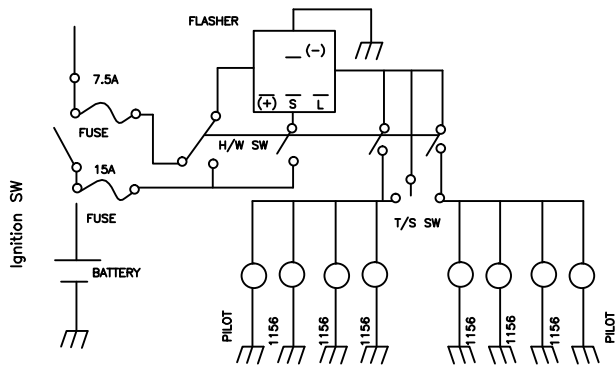 FLASHER
(-)
7.5A
(+) S L
FUSE
H/W SW
15A
FUSE
T/S SW
Ignition SW
BATTERY
PILOT
1156
1156
1156
1156
1156
1156
PILOT